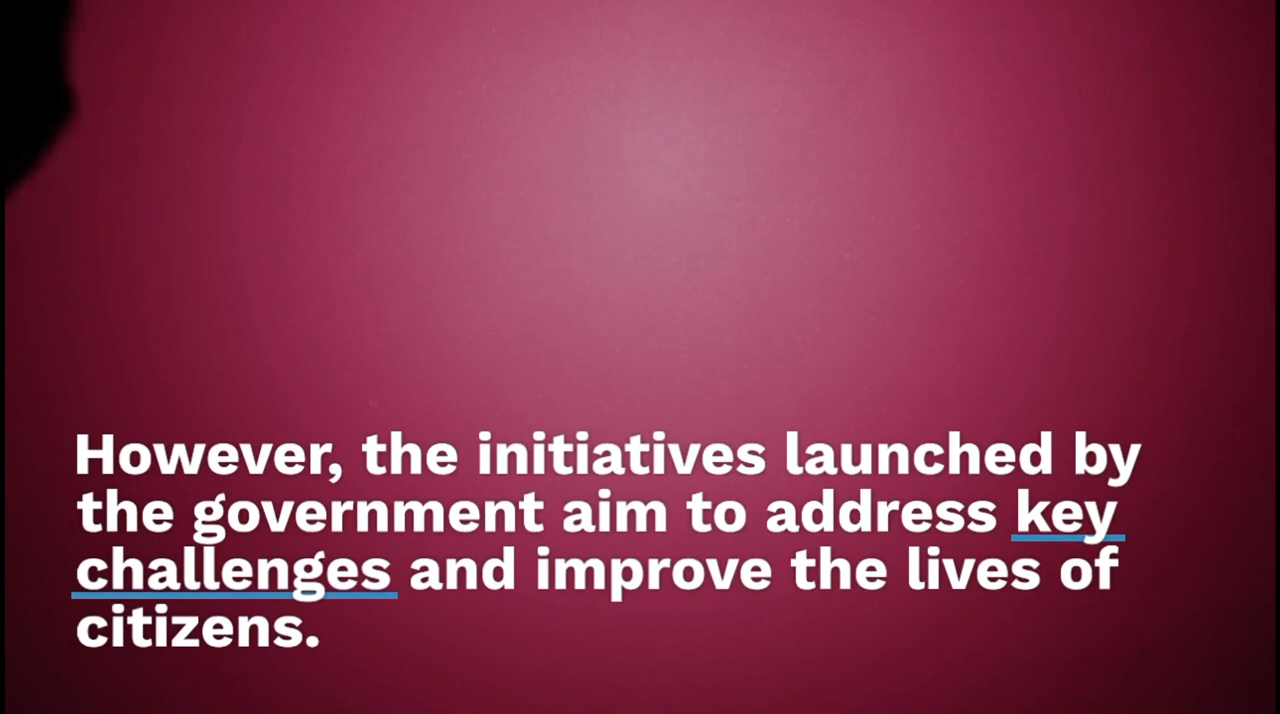 However, the initiatives launched by
the government aim to address key
challenges and improve the lives of
citizens.